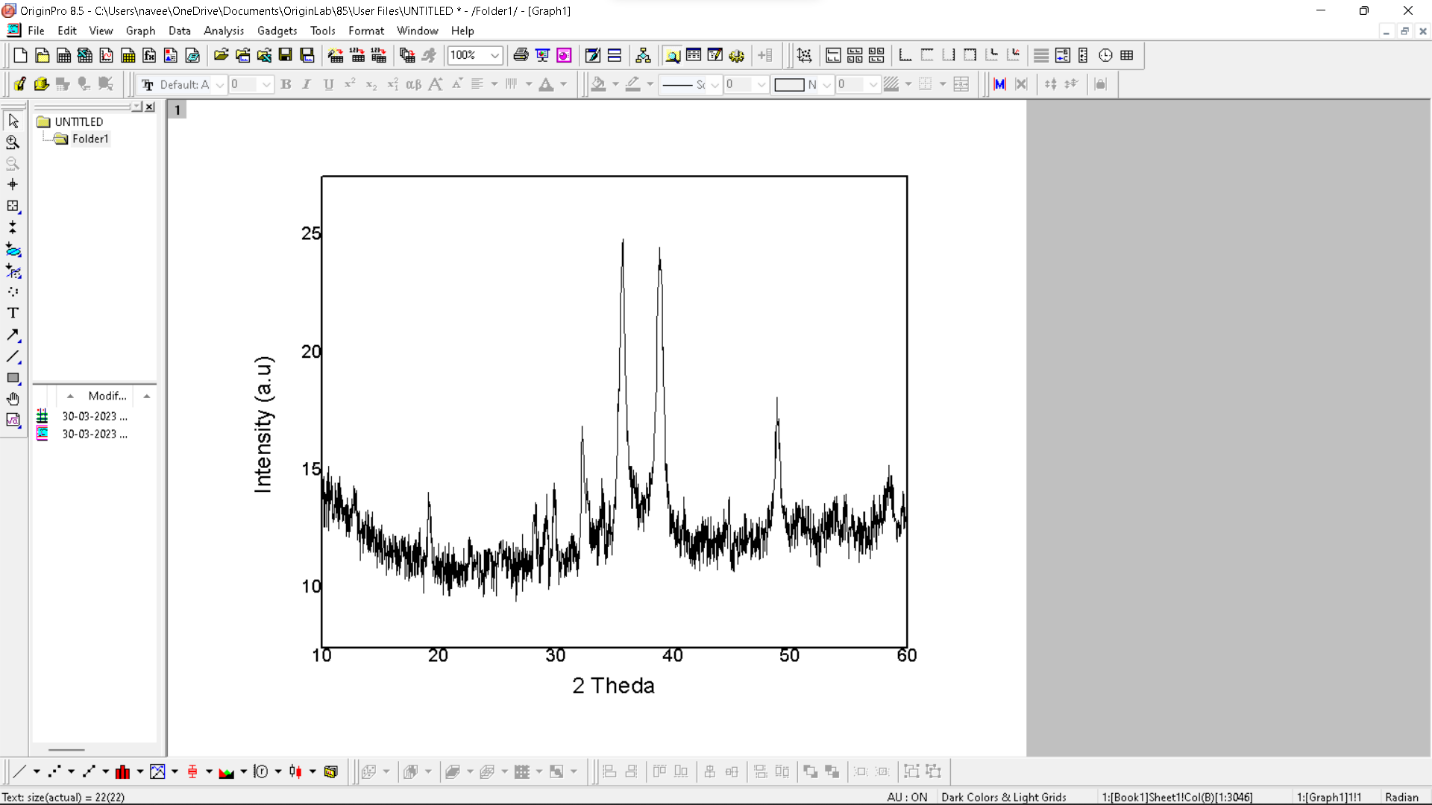 OriginPro 8.5 - C:\Users\navee\OneDrive\Documents\OriginLab\85\User Files\UNTITLED * - /Folder1/ - [Graph1]
File Edit View Graph Data Analysis Gadgets Tools Format Window Help
100%
Default: A 0 B I U αβ A A A 0 N 0
UNTITLED
Folder1
Modif...
30-03-2023 ...
30-03-2023 ...
1
25
20
15
10
Intensity (a.u)
10 20 30 40 50 60
2 Theda
Text: size(actual) = 22(22) AU : ON Dark Colors & Light Grids 1:[Book1]Sheet1!Col(B)[1:3046] 1:[Graph1]1!1 Radian